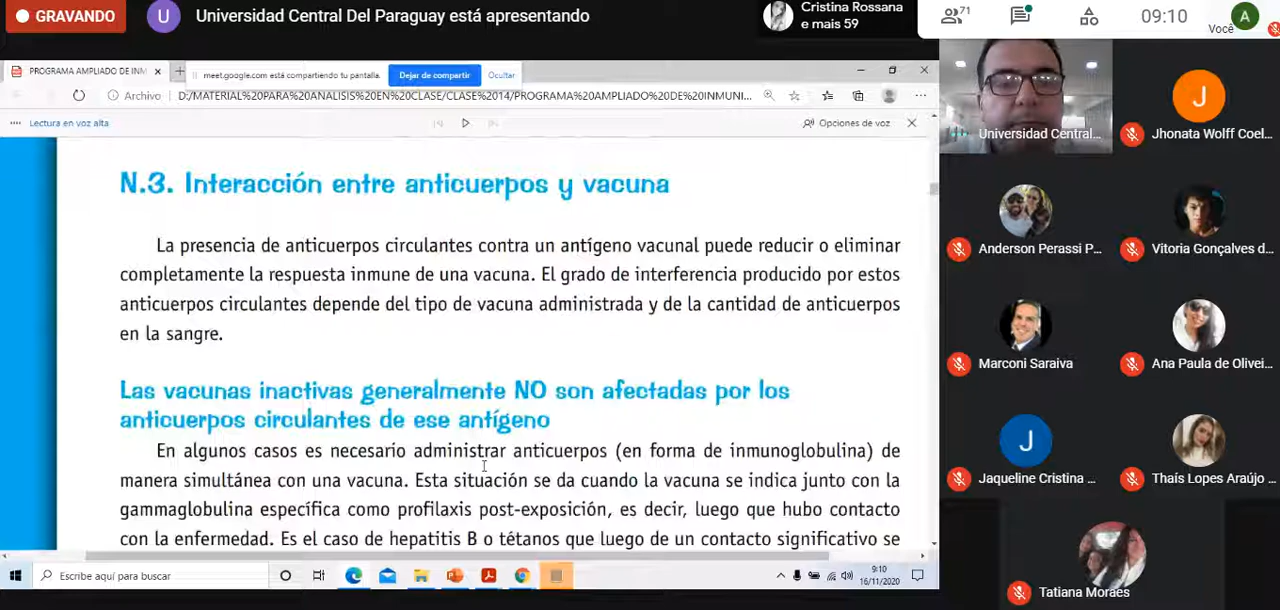 GRAVANDO
U
Universidad Central Del Paraguay está apresentando
Cristina Rossana
e mais 59
71
09:10
Você
A
PROGRAMA AMPLIADO DE INM
meet.google.com está compartiendo tu pantalla.
Dejar de compartir
Ocultar
Archivo
D:/MATERIAL%20PARA%20ANALISIS%20EN%20CLASE/CLASE%2014/PROGRAMA%20AMPLIADO%20DE%20INMUNI...
Lectura en voz alta
Opciones de voz
N.3. Interacción entre anticuerpos y vacuna
La presencia de anticuerpos circulantes contra un antígeno vacunal puede reducir o eliminar
completamente la respuesta inmune de una vacuna. El grado de interferencia producido por estos
anticuerpos circulantes depende del tipo de vacuna administrada y de la cantidad de anticuerpos
en la sangre.
Las vacunas inactivas generalmente NO son afectadas por los
anticuerpos circulantes de ese antígeno
En algunos casos es necesario administrar anticuerpos (en forma de inmunoglobulina) de
manera simultánea con una vacuna. Esta situación se da cuando la vacuna se indica junto con la
gammaglobulina específica como profilaxis post-exposición, es decir, luego que hubo contacto
con la enfermedad. Es el caso de hepatitis B o tétanos que luego de un contacto significativo se
Escribe aquí para buscar
9:10
16/11/2020
Universidad Central...
J
Jhonata Wolff Coel...
Anderson Perassi P...
Vitoria Gonçalves d...
Marconi Saraiva
Ana Paula de Olivei...
J
Jaqueline Cristina ...
Thaís Lopes Araújo ...
Tatiana Moraes